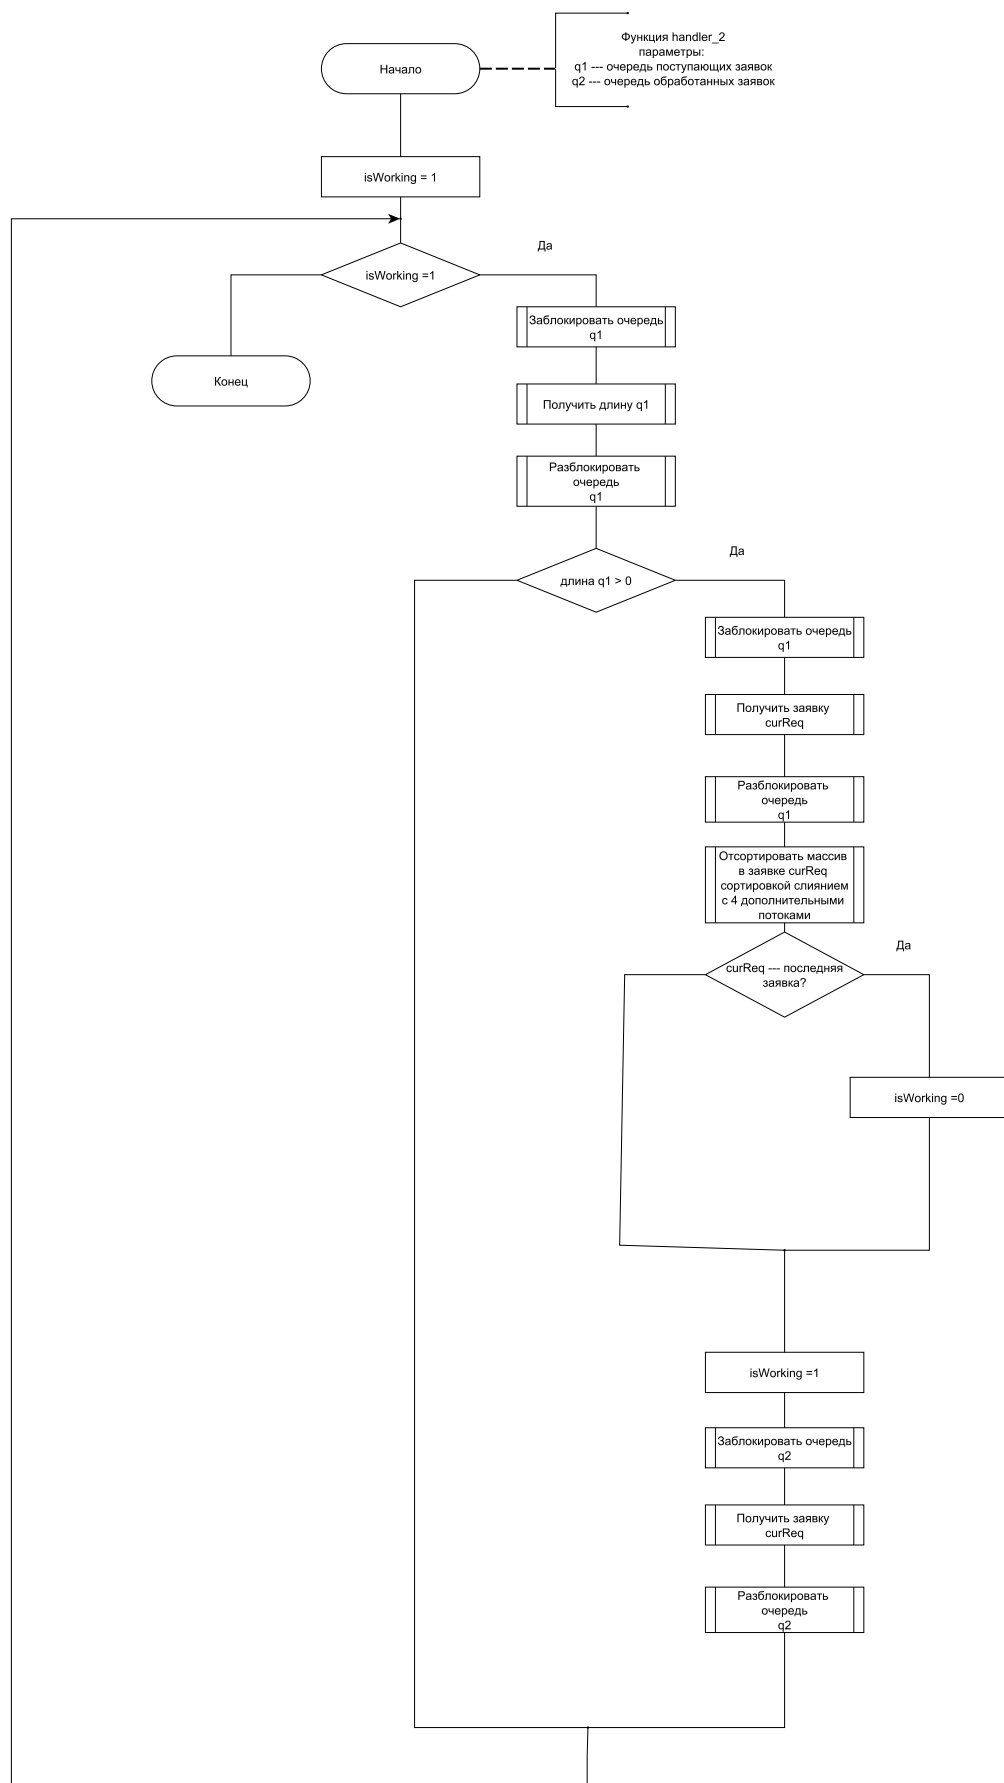 Функция handler_2
параметры:
q1 --- очередь поступающих заявок
q2 --- очередь обработанных заявок
Начало
isWorking = 1
Да
isWorking =1
Заблокировать очередь
q1
Конец
Получить длину q1
Разблокировать
очередь
q1
Да
длина q1 > 0
Заблокировать очередь
q1
Получить заявку
curReq
Разблокировать
очередь
q1
Отсортировать массив
в заявке curReq
сортировкой слиянием
с 4 дополнительными
потоками
Да
curReq --- последняя
заявка?
isWorking =0
isWorking =1
Заблокировать очередь
q2
Получить заявку
curReq
Разблокировать
очередь
q2